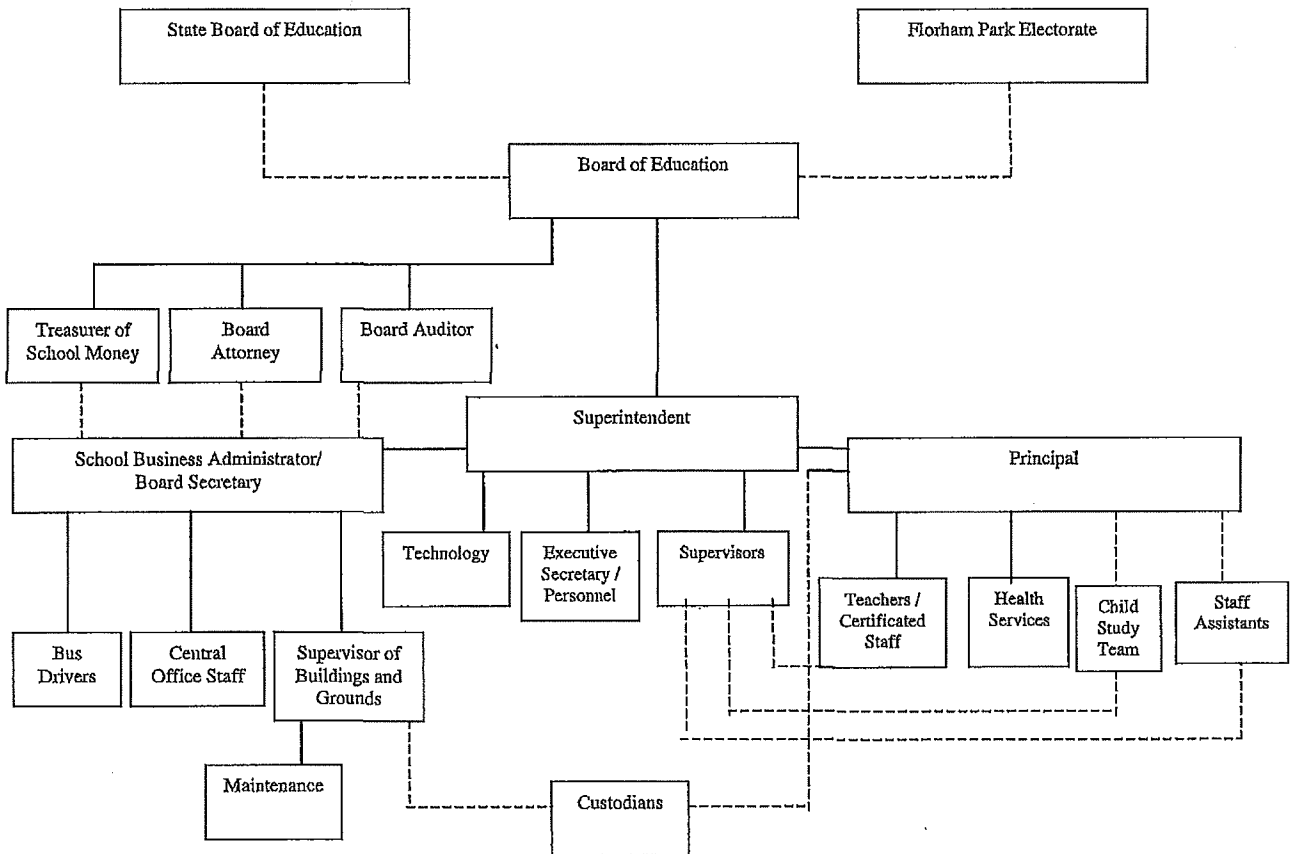 State Board of Education
Florham Park Electorate
Board of Education
Treasurer of
School Money
Board
Attorney
Board Auditor
Superintendent
School Business Administrator/
Board Secretary
Principal
Technology
Executive
Secretary /
Personnel
Supervisors
Teachers /
Certificated
Staff
Health
Services
Child
Study
Team
Staff
Assistants
Bus
Drivers
Central
Office Staff
Supervisor of
Buildings and
Grounds
Maintenance
Custodians